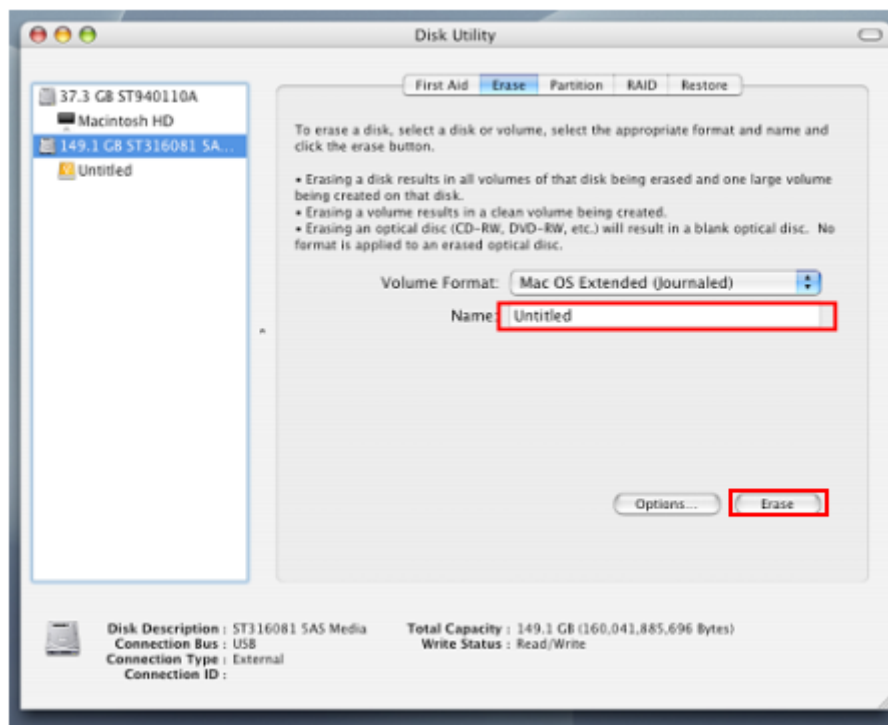 Disk Utility
37.3 GB ST940110A
Macintosh HD
149.1 GB ST316081 5A...
Untitled
First Aid Erase Partition RAID Restore
To erase a disk, select a disk or volume, select the appropriate format and name and
click the erase button.
• Erasing a disk results in all volumes of that disk being erased and one large volume
being created on that disk.
• Erasing a volume results in a clean volume being created.
• Erasing an optical disc (CD-RW, DVD-RW, etc.) will result in a blank optical disc. No
format is applied to an erased optical disc.
Volume Format: Mac OS Extended (Journaled)
Name: Untitled
Options... Erase
Disk Description : ST316081 5AS Media Total Capacity : 149.1 GB (160,041,885,696 Bytes)
Connection Bus : USB Write Status : Read/Write
Connection Type : External
Connection ID :